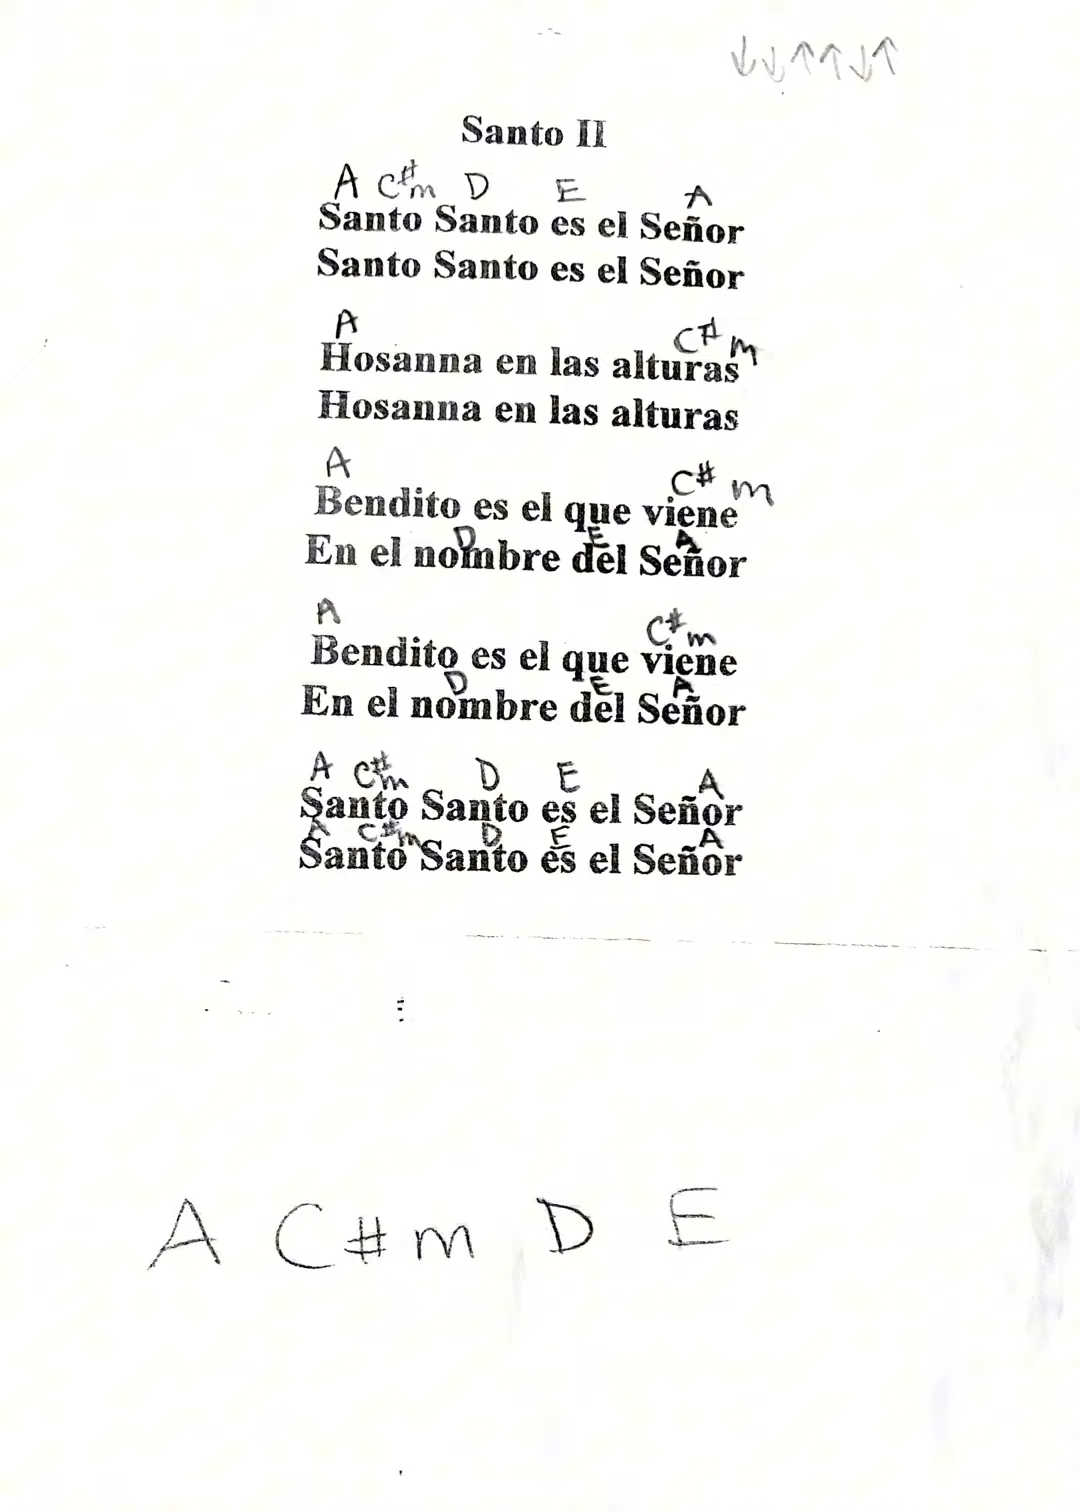 ↓↓↑↑↓↑
Santo II
A C#m D E A
Santo Santo es el Señor
Santo Santo es el Señor
A C#m
Hosanna en las alturas
Hosanna en las alturas
A C#m
Bendito es el que viene
D E A
En el nombre del Señor
A C#m
Bendito es el que viene
D E A
En el nombre del Señor
A C#m D E A
Santo Santo es el Señor
A C#m D E A
Santo Santo es el Señor
A C#m D E